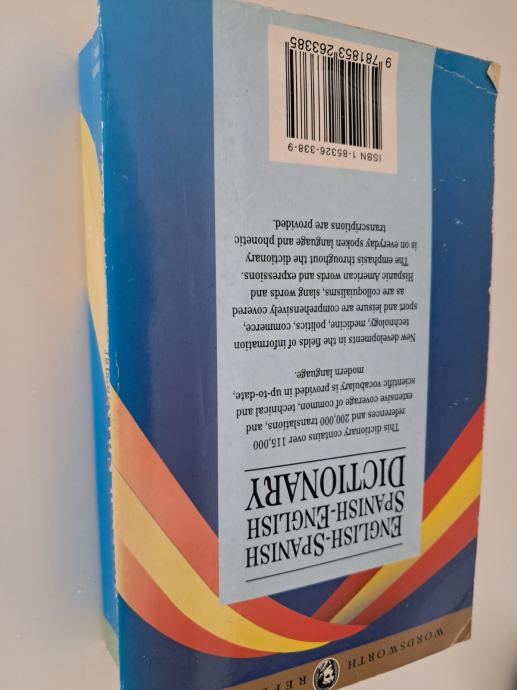 WORDSWORTH REFE
ENGLISH-SPANISH
SPANISH-ENGLISH
DICTIONARY
This dictionary contains over 115,000
references and 200,000 translations, and
extensive coverage of common, technical and
scientific vocabulary is provided in up-to-date,
modern language.
New developments in the fields of information
technology, medicine, politics, commerce,
sport and leisure are comprehensively covered
as are colloquialisms, slang words and
Hispanic American words and expressions.
The emphasis throughout the dictionary
is on everyday spoken language and phonetic
transcriptions are provided.
ISBN 1-85326-338-9
9 781853 263385